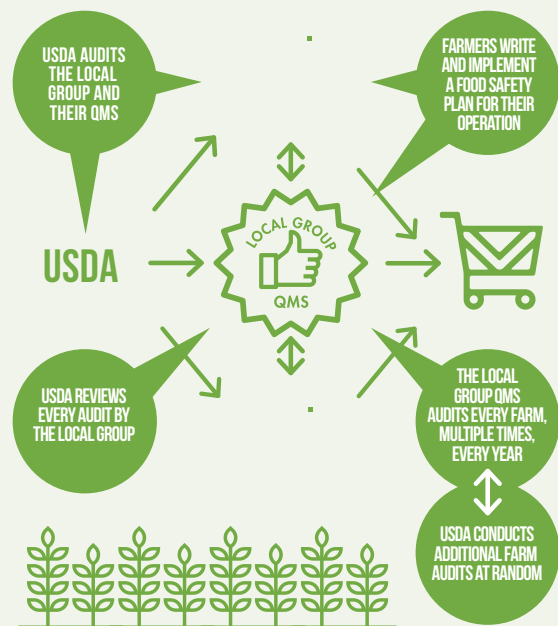 USDA AUDITS
THE LOCAL
GROUP AND
THEIR QMS
FARMERS WRITE
AND IMPLEMENT
A FOOD SAFETY
PLAN FOR THEIR
OPERATION
USDA
LOCAL GROUP
QMS
USDA REVIEWS
EVERY AUDIT BY
THE LOCAL GROUP
THE LOCAL
GROUP QMS
AUDITS EVERY FARM,
MULTIPLE TIMES,
EVERY YEAR
USDA CONDUCTS
ADDITIONAL FARM
AUDITS AT RANDOM